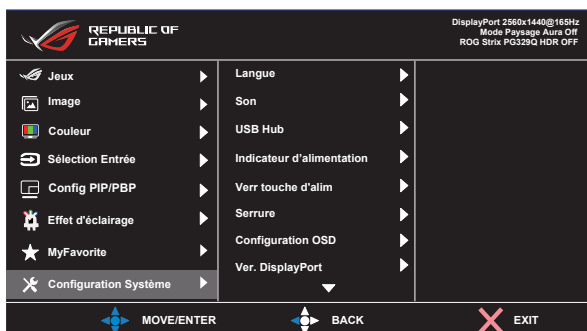 REPUBLIC OF
GAMERS
DisplayPort 2560x1440@165Hz
Mode Paysage Aura Off
ROG Strix PG329Q HDR OFF
Jeux
Image
Couleur
Sélection Entrée
Config PIP/PBP
Effet d'éclairage
MyFavorite
Configuration Système
Langue
Son
USB Hub
Indicateur d’alimentation
Verr touche d'alim
Serrure
Configuration OSD
Ver. DisplayPort
MOVE/ENTER
BACK
EXIT